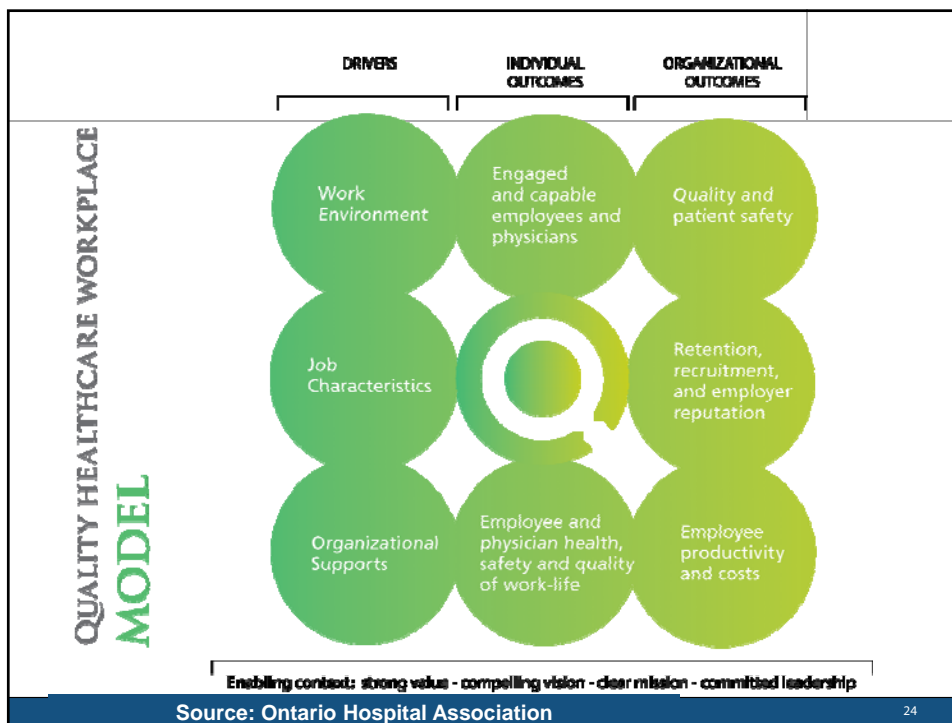 DRIVERS
INDIVIDUAL
OUTCOMES
ORGANIZATIONAL
OUTCOMES
QUALITY HEALTHCARE WORKPLACE
MODEL
Work
Environment
Engaged
and capable
employees and
physicians
Quality and
patient safety
Job
Characteristics
Retention,
recruitment,
and employer
reputation
Organizational
Supports
Employee and
physician health,
safety and quality
of work-life
Employee
productivity
and costs
Enabling context: strong value - compelling vision - clear mission - committed leadership
Source: Ontario Hospital Association
24